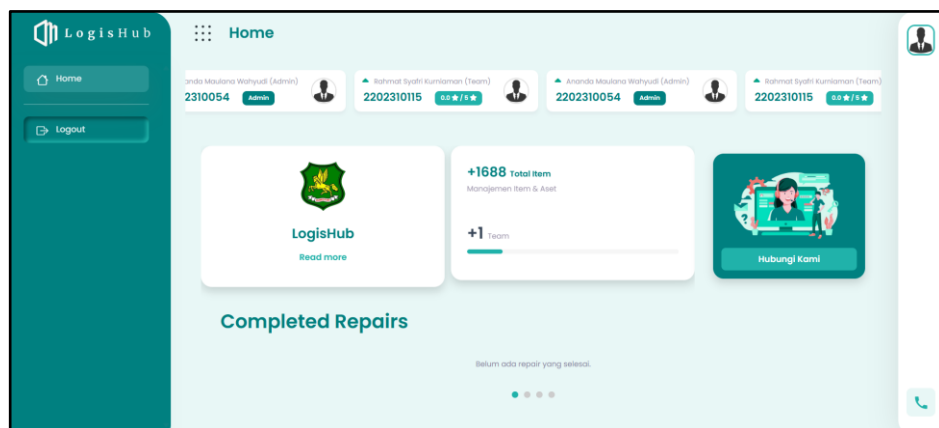 LogisHub
Home
Home
Logout
onda Maulana Wahyudi (Admin)
2310054 Admin
Rahmat Syafri Kurniaman (Team)
2202310115 0.0 ★ / 5 ★
Ananda Maulana Wahyudi (Admin)
2202310054 Admin
Rahmat Syafri Kurniaman (Team)
2202310115 0.0 ★ / 5 ★
LogisHub
Read more
+1688 Total Item
Manajemen Item & Aset
+1 Team
Hubungi Kami
Completed Repairs
Belum ada repair yang selesai.